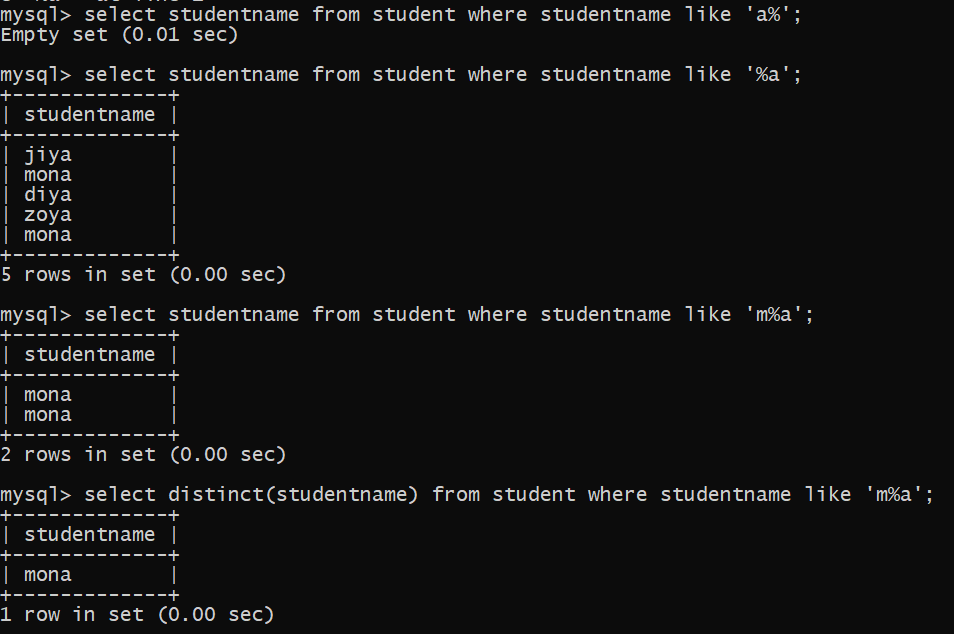 mysql> select studentname from student where studentname like 'a%';
Empty set (0.01 sec)
mysql> select studentname from student where studentname like '%a';
+-------------+
| studentname |
+-------------+
| jiya        |
| mona        |
| diya        |
| zoya        |
| mona        |
+-------------+
5 rows in set (0.00 sec)
mysql> select studentname from student where studentname like 'm%a';
+-------------+
| studentname |
+-------------+
| mona        |
| mona        |
+-------------+
2 rows in set (0.00 sec)
mysql> select distinct(studentname) from student where studentname like 'm%a';
+-------------+
| studentname |
+-------------+
| mona        |
+-------------+
1 row in set (0.00 sec)